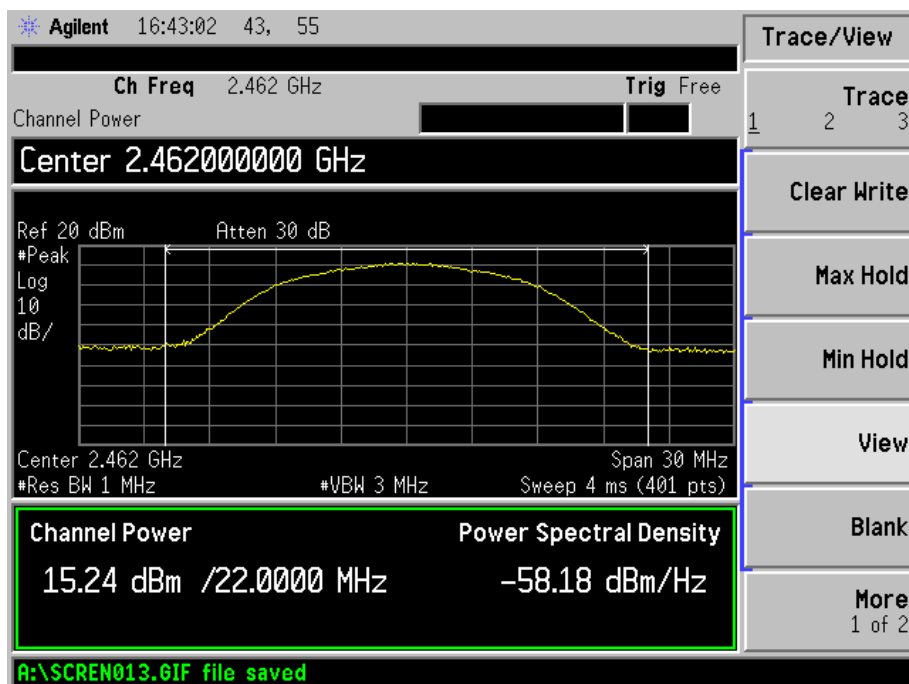 Agilent 16:43:02 43, 55
Trace/View
Ch Freq 2.462 GHz Trig Free
Channel Power
Trace
1 2 3
Center 2.462000000 GHz
Clear Write
Ref 20 dBm Atten 30 dB
#Peak
Log
10
dB/
Max Hold
Min Hold
View
Center 2.462 GHz Span 30 MHz
#Res BW 1 MHz #VBW 3 MHz Sweep 4 ms (401 pts)
Channel Power Power Spectral Density
15.24 dBm /22.0000 MHz -58.18 dBm/Hz
Blank
More
1 of 2
A:\SCREN013.GIF file saved